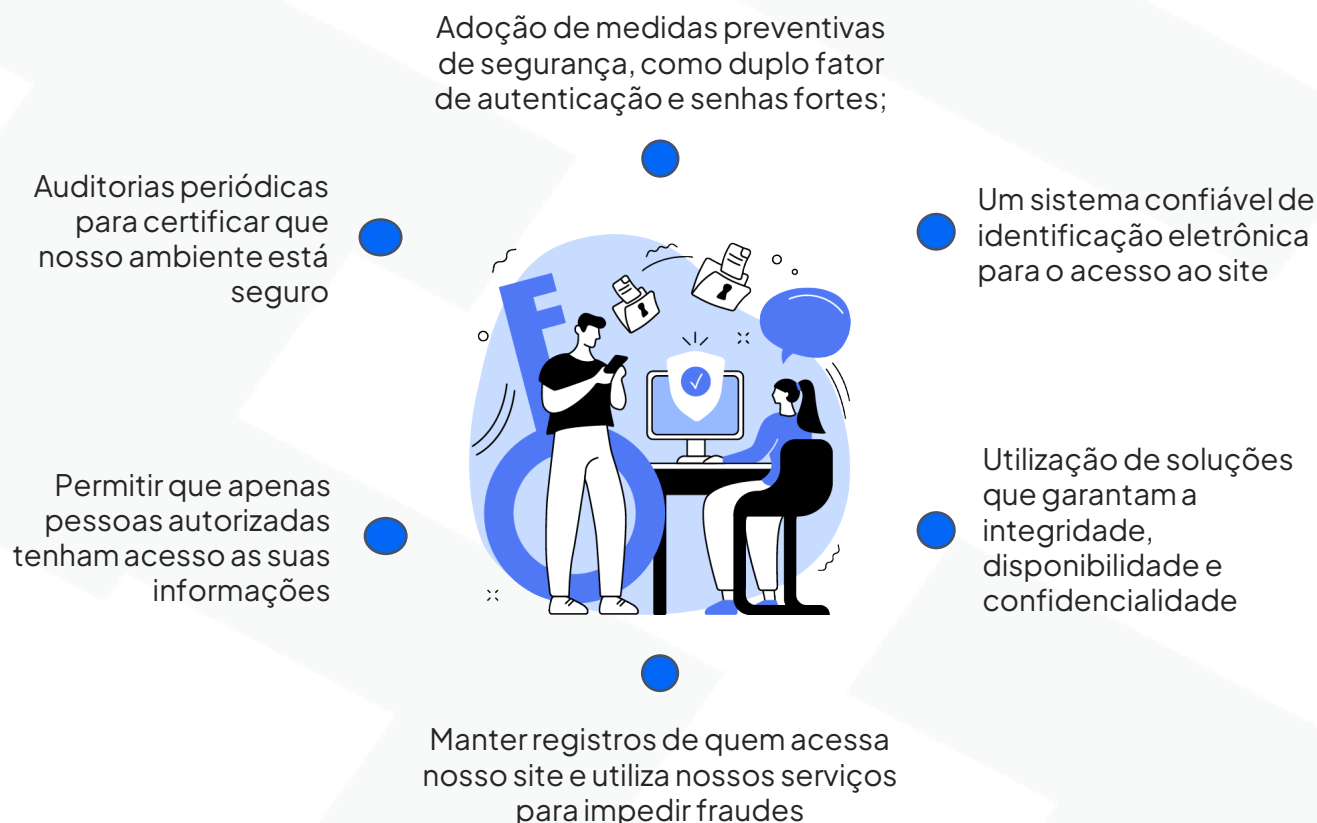 Adoção de medidas preventivas
de segurança, como duplo fator
de autenticação e senhas fortes;
Auditorias periódicas
para certificar que
nosso ambiente está
seguro
Um sistema confiável de
identificação eletrônica
para o acesso ao site
Permitir que apenas
pessoas autorizadas
tenham acesso as suas
informações
Utilização de soluções
que garantam a
integridade,
disponibilidade e
confidencialidade
Manter registros de quem acessa
nosso site e utiliza nossos serviços
para impedir fraudes